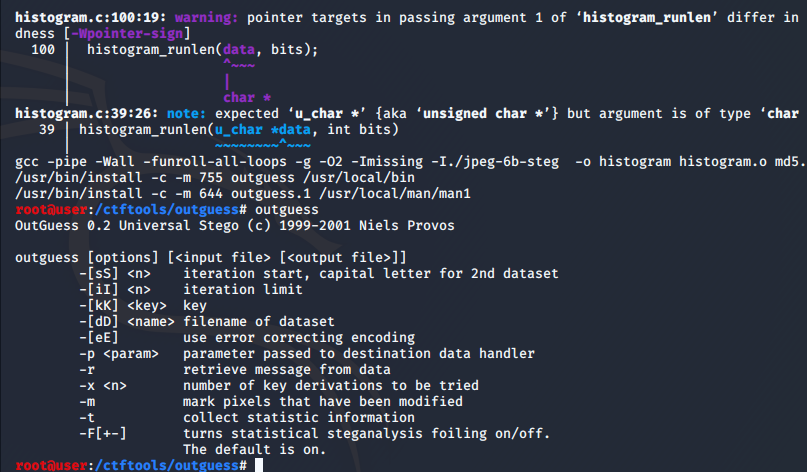 histogram.c:100:19: warning: pointer targets in passing argument 1 of ‘histogram_runlen’ differ in
dness [-Wpointer-sign]
100 | histogram_runlen(data, bits);
| ^~~~
| |
| char *
histogram.c:39:26: note: expected ‘u_char *’ {aka ‘unsigned char *’} but argument is of type ‘char
39 | histogram_runlen(u_char *data, int bits)
| ~~~~~~~~^~~~
gcc -pipe -Wall -funroll-all-loops -g -O2 -Imissing -I./jpeg-6b-steg -o histogram histogram.o md5.
/usr/bin/install -c -m 755 outguess /usr/local/bin
/usr/bin/install -c -m 644 outguess.1 /usr/local/man/man1
root@user:/ctftools/outguess# outguess
OutGuess 0.2 Universal Stego (c) 1999-2001 Niels Provos
outguess [options] [<input file> [<output file>]]
-[sS] <n> iteration start, capital letter for 2nd dataset
-[iI] <n> iteration limit
-[kK] <key> key
-[dD] <name> filename of dataset
-[eE] use error correcting encoding
-p <param> parameter passed to destination data handler
-r retrieve message from data
-x <n> number of key derivations to be tried
-m mark pixels that have been modified
-t collect statistic information
-F[+-] turns statistical steganalysis foiling on/off.
The default is on.
root@user:/ctftools/outguess#